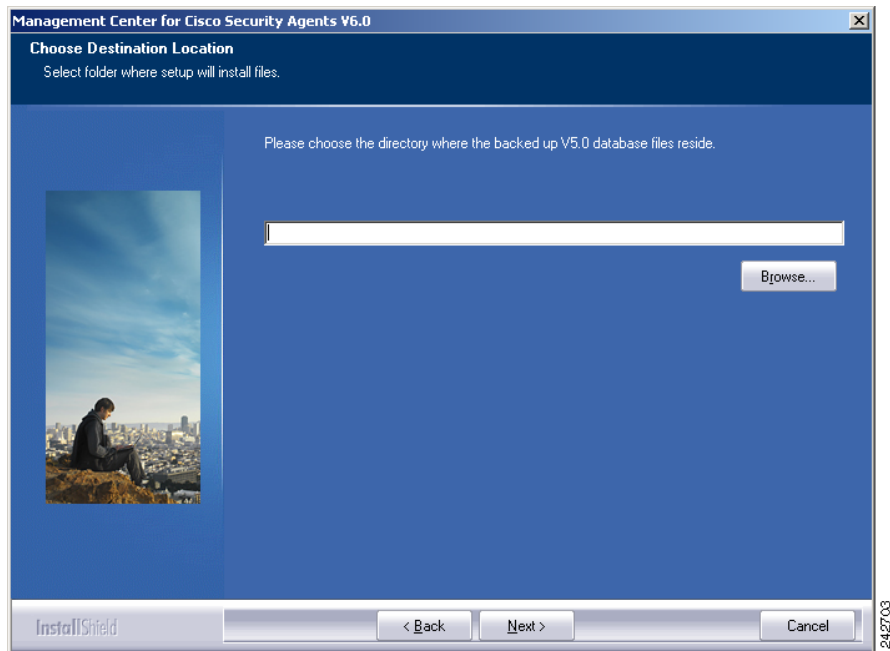 Management Center for Cisco Security Agents V6.0
Choose Destination Location
Select folder where setup will install files.
Please choose the directory where the backed up V5.0 database files reside.
Browse...
InstallShield
< Back
Next >
Cancel
242703